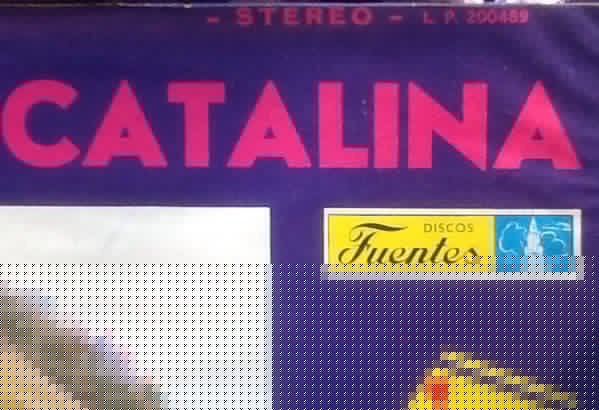 - STEREO - L.P. 200489
CATALINA
DISCOS
Fuentes